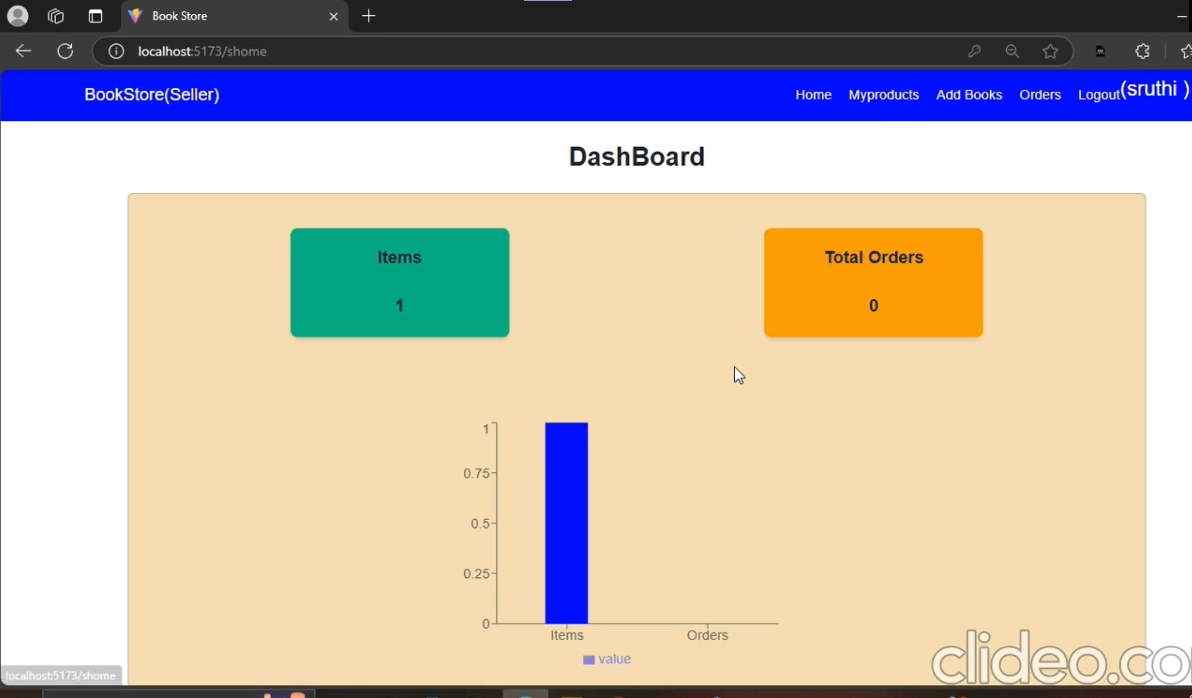 Book Store
localhost:5173/shome
BookStore(Seller)
Home Myproducts Add Books Orders Logout(sruthi )
DashBoard
Items
1
Total Orders
0
1
0.75
0.5
0.25
0
Items Orders
value
localhost:5173/shome
clideo.co